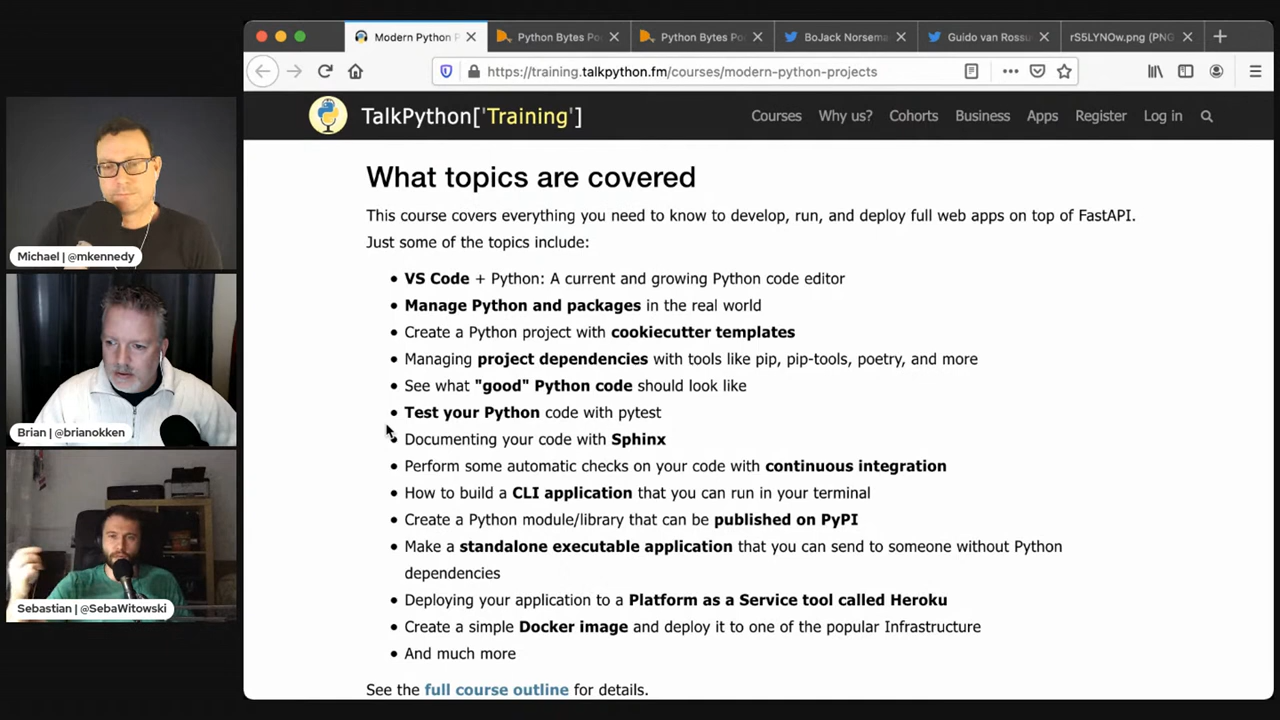 Modern Python P
Python Bytes Po
Python Bytes Po
BoJack Norsema
Guido van Rossu
rS5LYNOw.png (PNG
https://training.talkpython.fm/courses/modern-python-projects
TalkPython['Training']
Courses
Why us?
Cohorts
Business
Apps
Register
Log in
What topics are covered
This course covers everything you need to know to develop, run, and deploy full web apps on top of FastAPI.
Just some of the topics include:
• VS Code + Python: A current and growing Python code editor
• Manage Python and packages in the real world
• Create a Python project with cookiecutter templates
• Managing project dependencies with tools like pip, pip-tools, poetry, and more
• See what "good" Python code should look like
• Test your Python code with pytest
• Documenting your code with Sphinx
• Perform some automatic checks on your code with continuous integration
• How to build a CLI application that you can run in your terminal
• Create a Python module/library that can be published on PyPI
• Make a standalone executable application that you can send to someone without Python
dependencies
• Deploying your application to a Platform as a Service tool called Heroku
• Create a simple Docker image and deploy it to one of the popular Infrastructure
• And much more
See the full course outline for details.
Michael | @mkennedy
Brian | @brianokken
Sebastian | @SebaWitowski